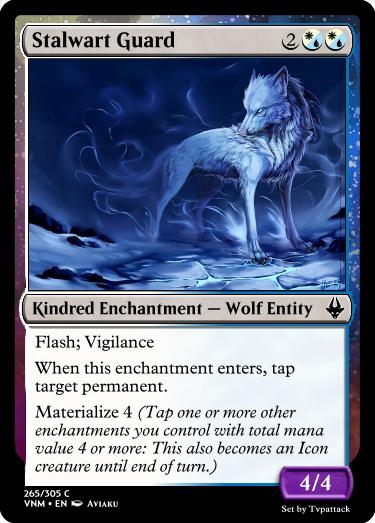 Stalwart Guard 2
Kindred Enchantment — Wolf Entity
Flash; Vigilance
When this enchantment enters, tap
target permanent.
Materialize 4 (Tap one or more other
enchantments you control with total mana
value 4 or more: This also becomes an Icon
creature until end of turn.)
4/4
265/305 C
VNM • EN Aviaku
Set by Tvpattack